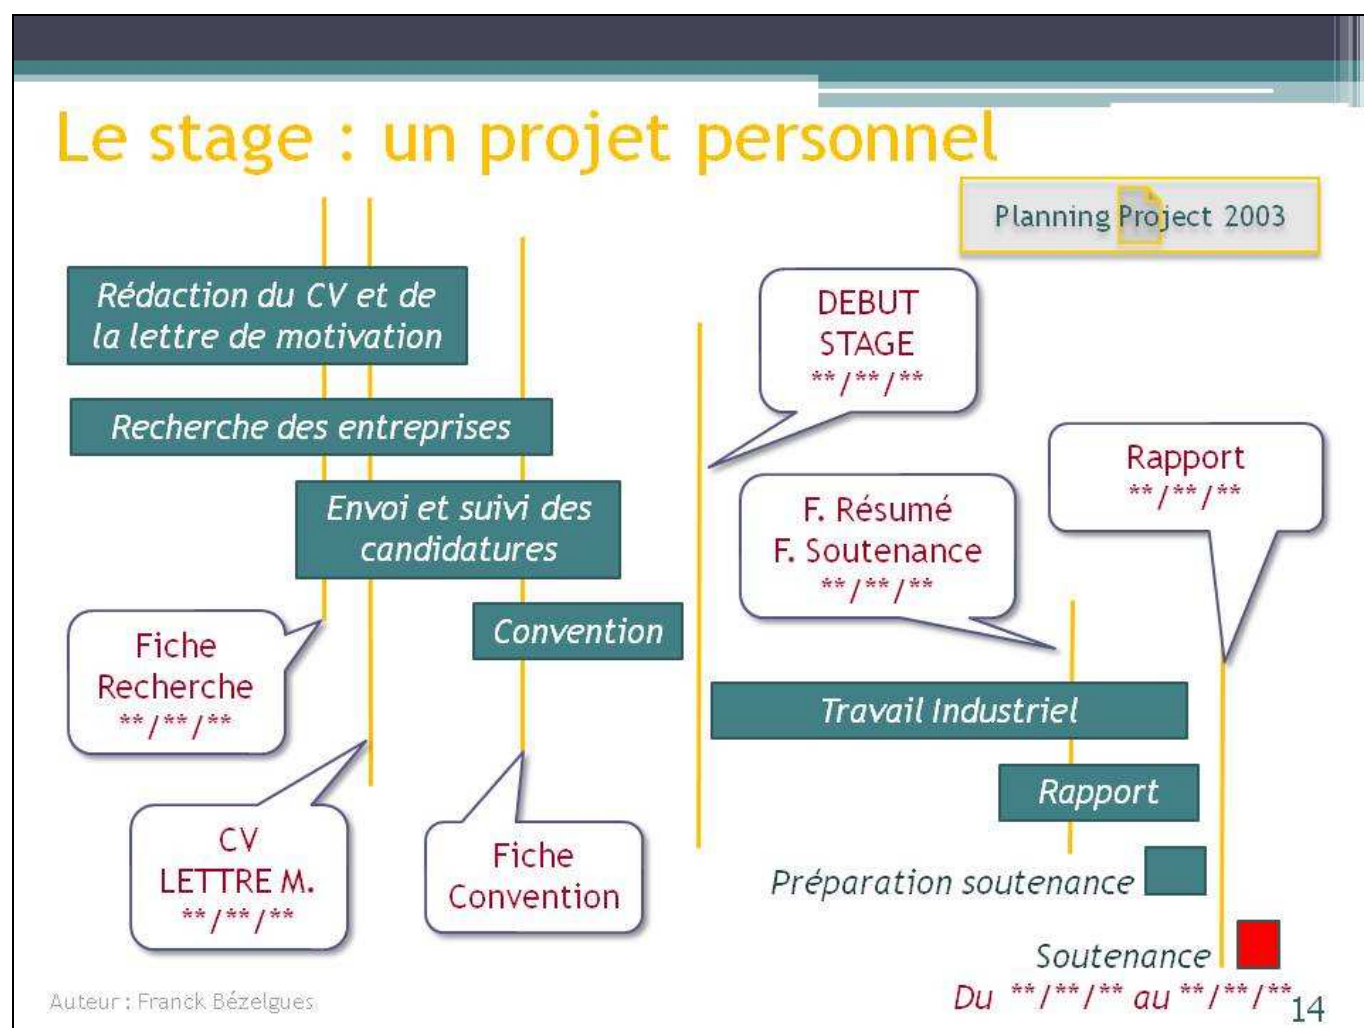 Le stage : un projet personnel
Planning Project 2003
Rédaction du CV et de
la lettre de motivation
DEBUT
STAGE
**/**/**
Recherche des entreprises
Rapport
**/**/**
Envoi et suivi des
candidatures
F. Résumé
F. Soutenance
**/**/**
Convention
Fiche
Recherche
**/**/**
Travail Industriel
Rapport
CV
LETTRE M.
**/**/**
Fiche
Convention
Préparation soutenance
Soutenance
Du **/**/** au **/**/**
Auteur : Franck Bézelgues
14